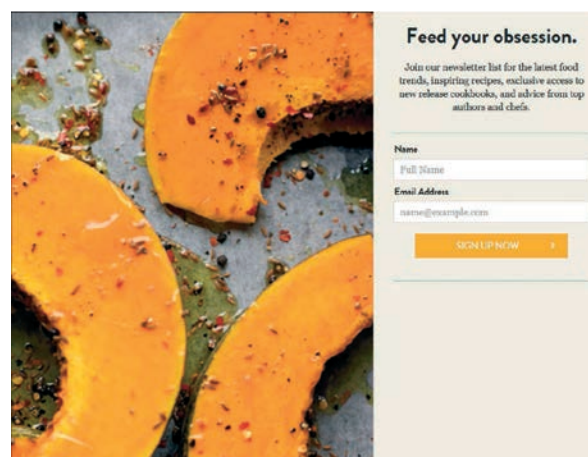 Feed your obsession.
Join our newsletter list for the latest food
trends, inspiring recipes, exclusive access to
new release cookbooks, and advice from top
authors and chefs.
Name
Full Name
Email Address
name@example.com
SIGN UP NOW